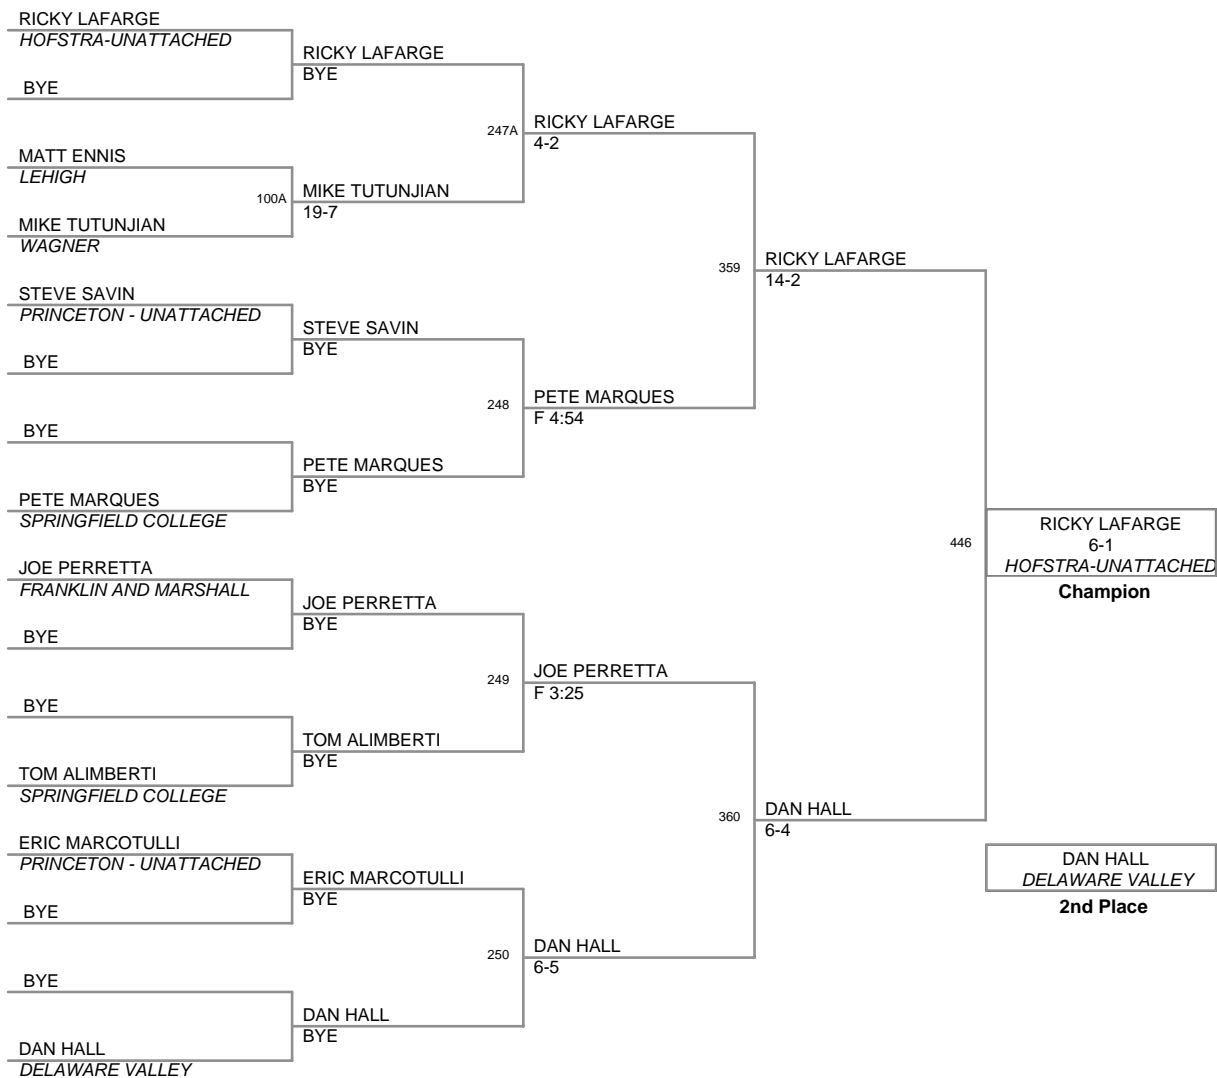 RICKY LAFARGE
HOFSTRA-UNATTACHED
BYE
MATT ENNIS
LEHIGH
MIKE TUTUNJIAN
WAGNER
STEVE SAVIN
PRINCETON - UNATTACHED
BYE
BYE
PETE MARQUES
SPRINGFIELD COLLEGE
JOE PERRETTA
FRANKLIN AND MARSHALL
BYE
BYE
TOM ALIMBERTI
SPRINGFIELD COLLEGE
ERIC MARCOTULLI
PRINCETON - UNATTACHED
BYE
BYE
DAN HALL
DELAWARE VALLEY
RICKY LAFARGE
BYE
100A
MIKE TUTUNJIAN
19-7
STEVE SAVIN
BYE
PETE MARQUES
BYE
JOE PERRETTA
BYE
TOM ALIMBERTI
BYE
ERIC MARCOTULLI
BYE
DAN HALL
BYE
247A
RICKY LAFARGE
4-2
248
PETE MARQUES
F 4:54
249
JOE PERRETTA
F 3:25
250
DAN HALL
6-5
359
RICKY LAFARGE
14-2
360
DAN HALL
6-4
446
RICKY LAFARGE
6-1
HOFSTRA-UNATTACHED
Champion
DAN HALL
DELAWARE VALLEY
2nd Place